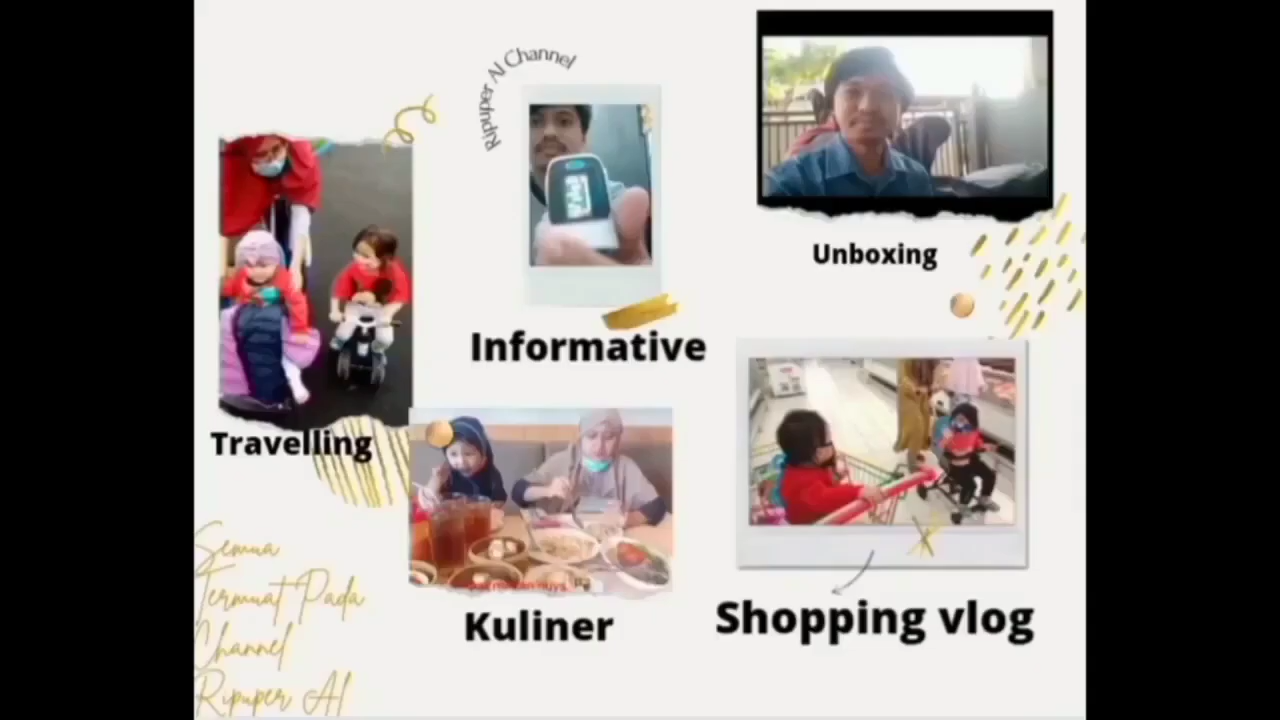 Ripuper Al Channel
Unboxing
Informative
Travelling
Kuliner
Shopping vlog
Semua
Termuat Pada
Channel
Ripuper Al